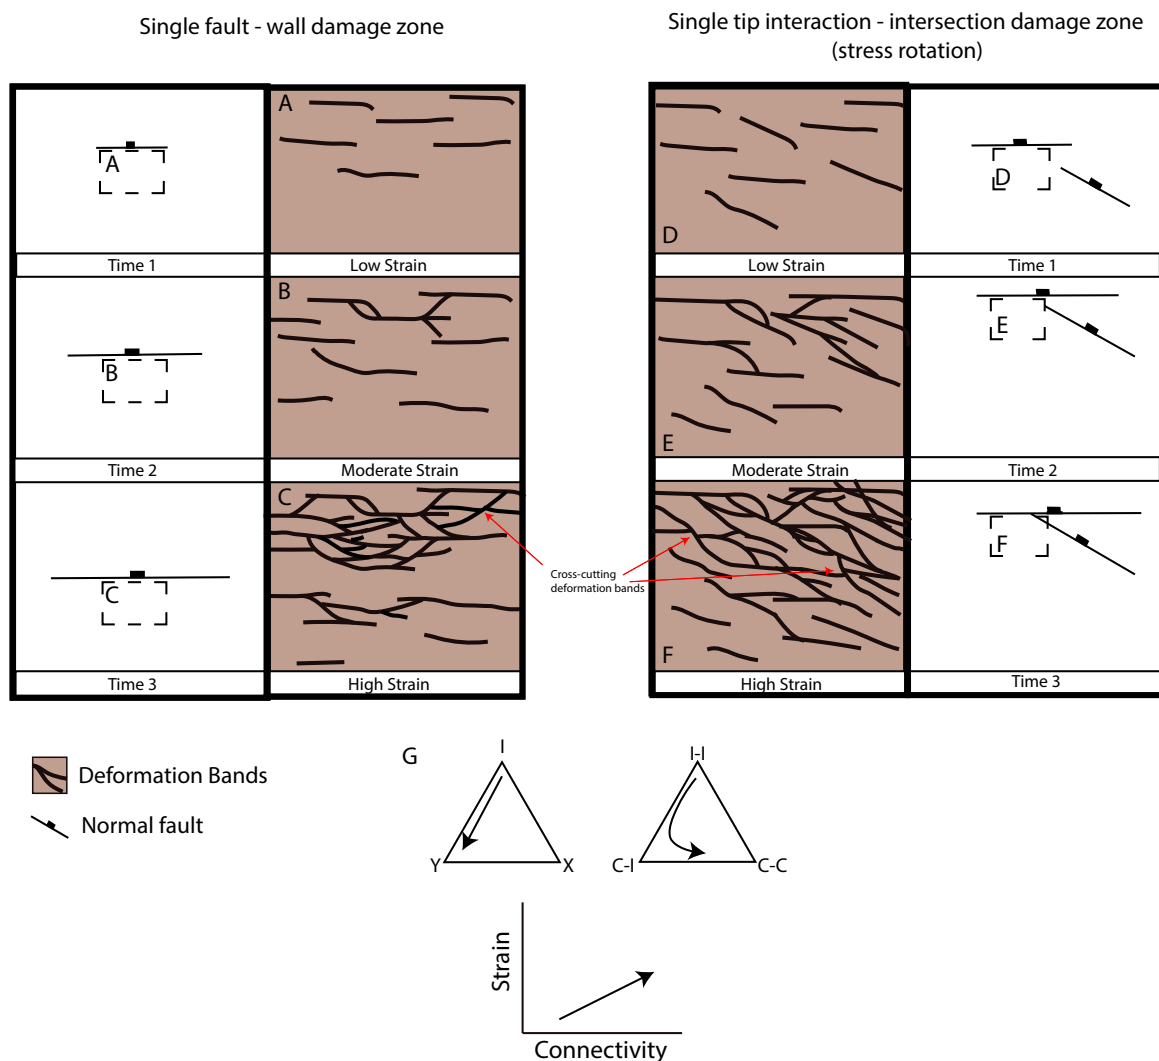 Single fault - wall damage zone
Single tip interaction - intersection damage zone
(stress rotation)
A
A
Time 1
Low Strain
B
B
Time 2
Moderate Strain
C
C
Time 3
High Strain
D
D
Low Strain
Time 1
E
E
Moderate Strain
Time 2
F
F
High Strain
Time 3
Cross-cutting
deformation bands
Deformation Bands
Normal fault
G
I
Y
X
I-I
C-I
C-C
Strain
Connectivity